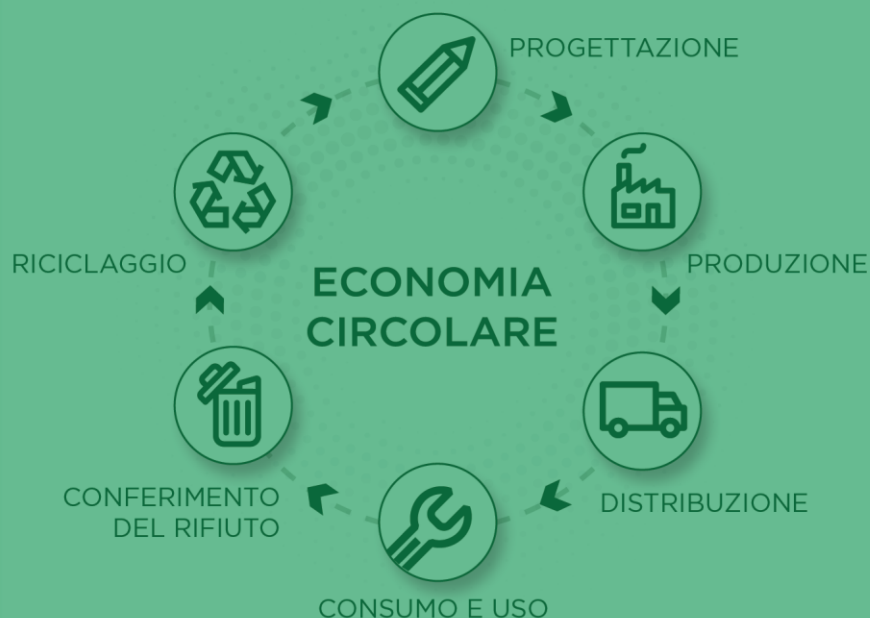 PROGETTAZIONE
PRODUZIONE
DISTRIBUZIONE
CONSUMO E USO
CONFERIMENTO
DEL RIFIUTO
RICICLAGGIO
ECONOMIA
CIRCOLARE